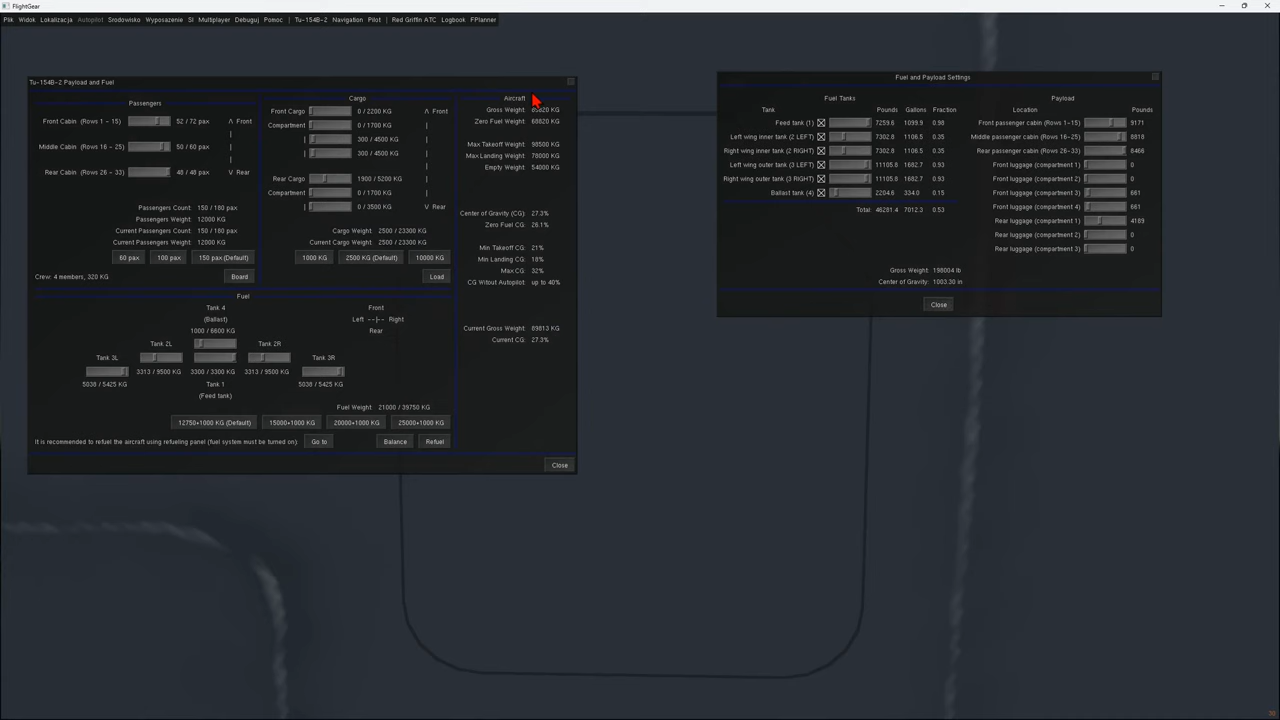 FlightGear
Plik Widok Lokalizacja Autopilot Środowisko Wyposazenie SI Multiplayer Debuguj Pomoc | Tu-154B-2 Navigation Pilot | Red Griffin ATC Logbook FPlanner
Tu-154B-2 Payload and Fuel
Passengers
Front Cabin (Rows 1 - 15) 52 / 72 pax Λ Front
|
Middle Cabin (Rows 16 - 25) 50 / 60 pax |
|
Rear Cabin (Rows 26 - 33) 48 / 48 pax V Rear
Passengers Count: 150 / 180 pax
Passengers Weight: 12000 KG
Current Passengers Count: 150 / 180 pax
Current Passengers Weight: 12000 KG
60 pax 100 pax 150 pax (Default)
Crew: 4 members, 320 KG Board
Cargo
Front Cargo 0 / 2200 KG Λ Front
Compartment 0 / 1700 KG |
| 300 / 4500 KG |
| 300 / 4500 KG |
Rear Cargo 1900 / 5200 KG |
Compartment 0 / 1700 KG |
| 0 / 3500 KG V Rear
Cargo Weight: 2500 / 23300 KG
Current Cargo Weight: 2500 / 23300 KG
1000 KG 2500 KG (Default) 10000 KG
Load
Aircraft
Gross Weight: KG
Zero Fuel Weight: 68820 KG
Max Takeoff Weight: 98500 KG
Max Landing Weight: 78000 KG
Empty Weight: 54000 KG
Center of Gravity (CG): 27.3%
Zero Fuel CG: 26.1%
Min Takeoff CG: 21%
Min Landing CG: 18%
Max CG: 32%
CG Witout Autopilot: up to 40%
Current Gross Weight: 89813 KG
Current CG: 27.3%
Fuel
Tank 4
(Ballast)
1000 / 6600 KG
Front
Left --|-- Right
Rear
Tank 2L Tank 2R
Tank 3L 3313 / 9500 KG 3300 / 3300 KG 3313 / 9500 KG Tank 3R
5038 / 5425 KG Tank 1 5038 / 5425 KG
(Feed tank)
Fuel Weight: 21000 / 39750 KG
12750+1000 KG (Default) 15000+1000 KG 20000+1000 KG 25000+1000 KG
It is recommended to refuel the aircraft using refueling panel (fuel system must be turned on) Go to Balance Refuel
Close
Fuel and Payload Settings
Fuel Tanks
Tank Pounds Gallons Fraction
Feed tank (1) 7259.6 1099.9 0.98
Left wing inner tank (2 LEFT) 7302.8 1106.5 0.35
Right wing inner tank (2 RIGHT) 7302.8 1106.5 0.35
Left wing outer tank (3 LEFT) 11105.8 1682.7 0.93
Right wing outer tank (3 RIGHT) 11105.8 1682.7 0.93
Ballast tank (4) 2204.6 334.0 0.15
Total: 46281.4 7012.3 0.53
Payload
Location Pounds
Front passenger cabin (Rows 1-15) 9171
Middle passenger cabin (Rows 16-25) 8818
Rear passenger cabin (Rows 26-33) 8466
Front luggage (compartment 1) 0
Front luggage (compartment 2) 0
Front luggage (compartment 3) 661
Front luggage (compartment 4) 661
Rear luggage (compartment 1) 4189
Rear luggage (compartment 2) 0
Rear luggage (compartment 3) 0
Gross Weight: 198004 lb
Center of Gravity: 1003.30 in
Close